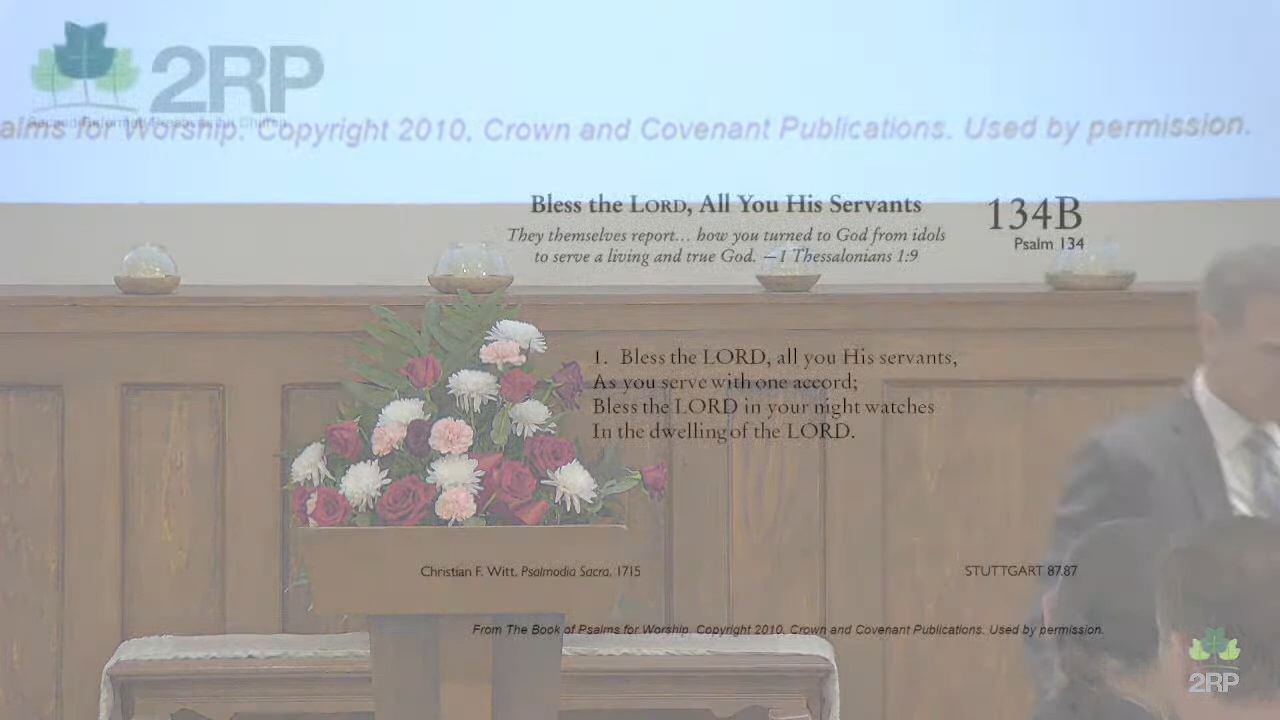 2RP
Second Reformed Presbyterian Church
alms for Worship. Copyright 2010, Crown and Covenant Publications. Used by permission.
Bless the LORD, All You His Servants
134B
They themselves report... how you turned to God from idols
Psalm 134
to serve a living and true God. —1 Thessalonians 1:9
1. Bless the LORD, all you His servants,
As you serve with one accord;
Bless the LORD in your night watches
In the dwelling of the LORD.
Christian F. Witt, Psalmodia Sacra, 1715
STUTTGART 87.87
From The Book of Psalms for Worship. Copyright 2010, Crown and Covenant Publications. Used by permission.
2RP